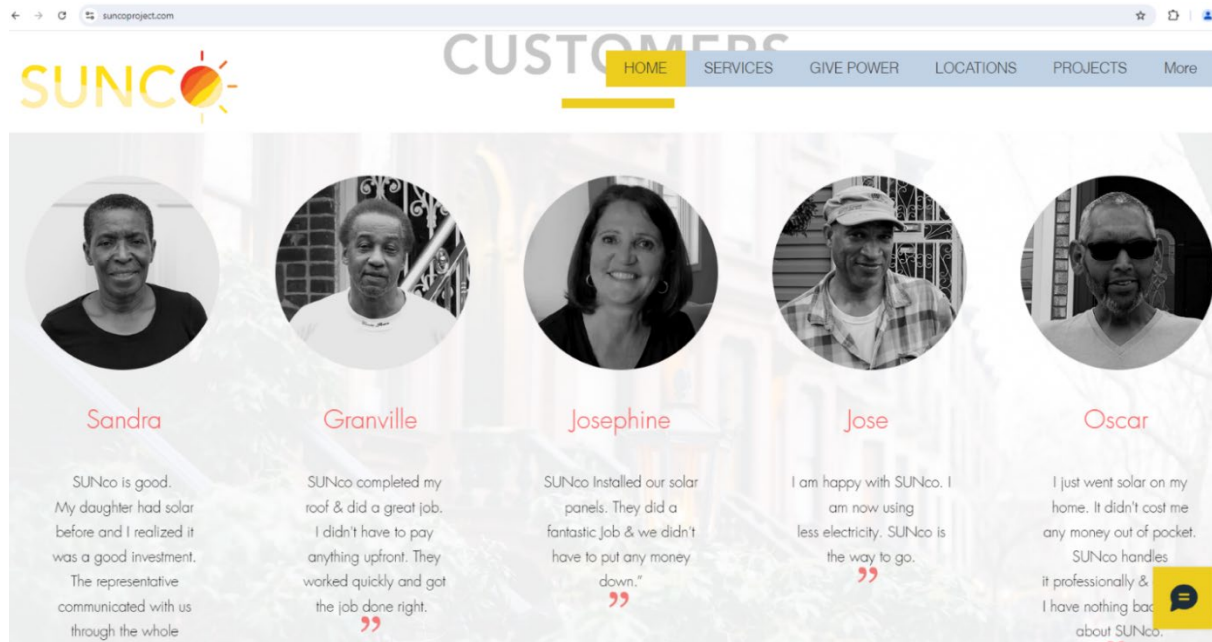 suncoproject.com
CUSTOMERS
SUNCO
HOME SERVICES GIVE POWER LOCATIONS PROJECTS More
Sandra
SUNco is good.
My daughter had solar
before and I realized it
was a good investment.
The representative
communicated with us
through the whole
Granville
SUNco completed my
roof & did a great job.
I didn't have to pay
anything upfront. They
worked quickly and got
the job done right.
”
Josephine
SUNco Installed our solar
panels. They did a
fantastic Job & we didn't
have to put any money
down.”
”
Jose
I am happy with SUNco. I
am now using
less electricity. SUNco is
the way to go.
”
Oscar
I just went solar on my
home. It didn't cost me
any money out of pocket.
SUNco handles
it professionally &
I have nothing
about SUNco.